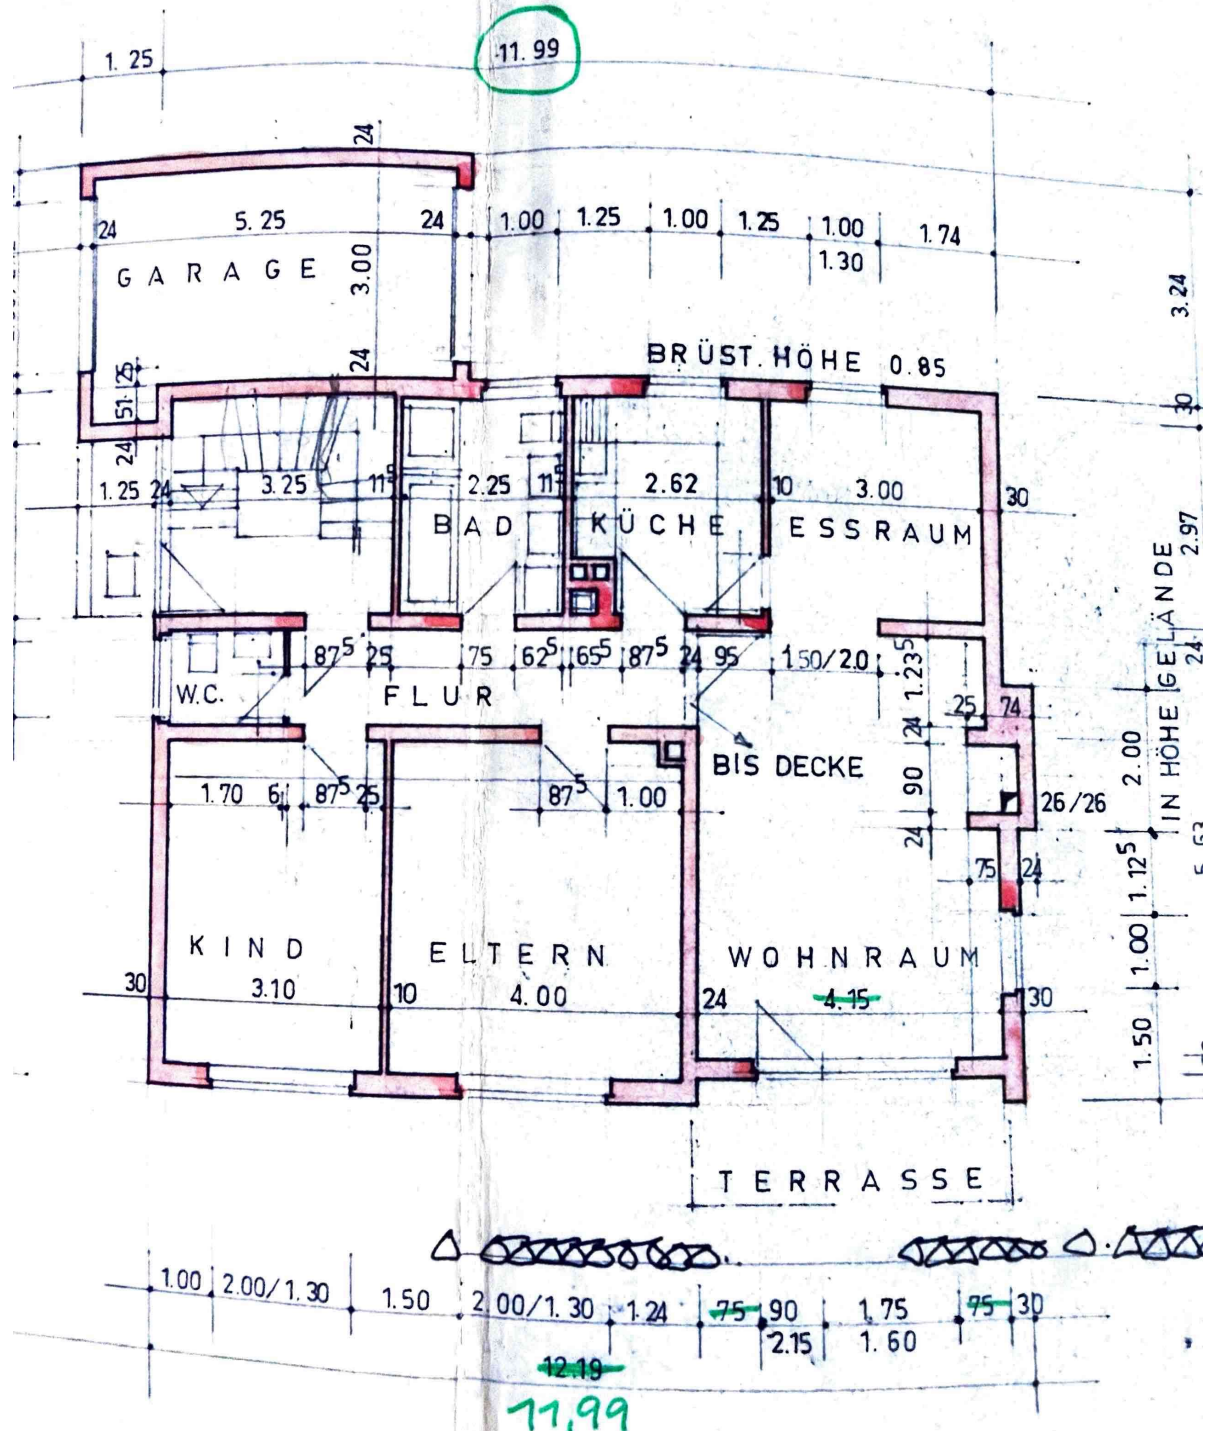 1.25
11.99
24
24 5.25 24 1.00 1.25 1.00 1.25 1.00 1.74
1.30
GARAGE
3.00
24
3.24
BRÜST. HÖHE 0.85
30
25
51
24
1.25 24 3.25 11⁵ 2.25 11⁵ 2.62 10 3.00 30
BAD KÜCHE ESSRAUM
2.97
IN HÖHE GELÄNDE
24
87⁵ 25 75 62⁵ 65⁵ 87⁵ 24 95 1.50/2.0
1.23⁵
W.C. FLUR
25 74
24
BIS DECKE
2.00
90
1.70 6 87⁵ 25 87⁵ 1.00
26/26
24
75 24
1.12⁵
KIND ELTERN WOHNRAUM
1.00
30 3.10 10 4.00 24 4.15 30
1.50
TERRASSE
1.00 2.00/1.30 1.50 2.00/1.30 1.24 75 90 1.75 75 30
2.15 1.60
12.19
11,99